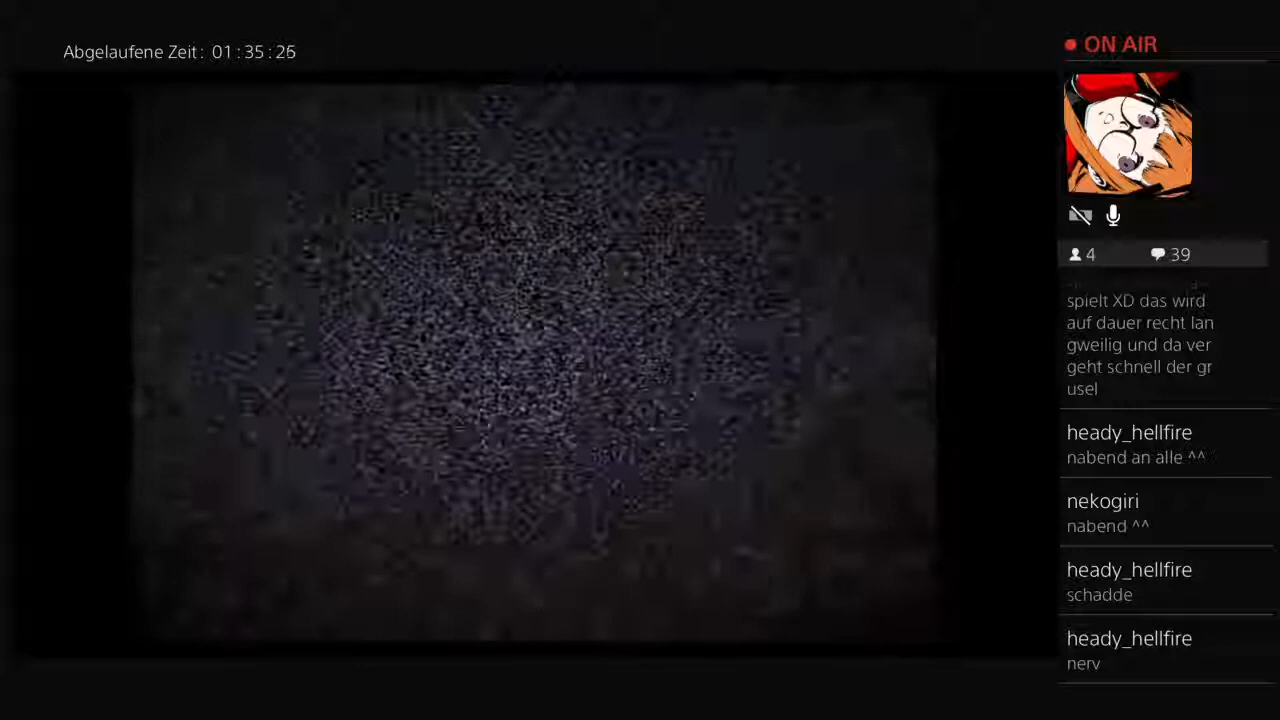 Abgelaufene Zeit: 01:35:26
ON AIR
4 39
spielt XD das wird
auf dauer recht lan
gweilig und da ver
geht schnell der gr
usel
heady_hellfire
nabend an alle ^^
nekogiri
nabend ^^
heady_hellfire
schadde
heady_hellfire
nerv